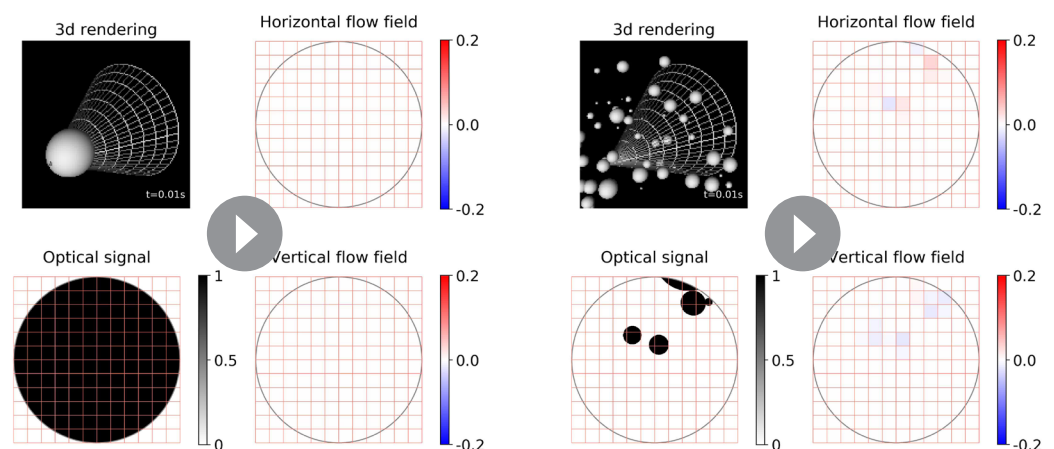 3d rendering
Horizontal flow field
0.2
0.0
-0.2
t=0.01s
Optical signal
Vertical flow field
1
0.5
0
0.2
0.0
-0.2
3d rendering
Horizontal flow field
0.2
0.0
-0.2
t=0.01s
Optical signal
Vertical flow field
1
0.5
0
0.2
0.0
-0.2